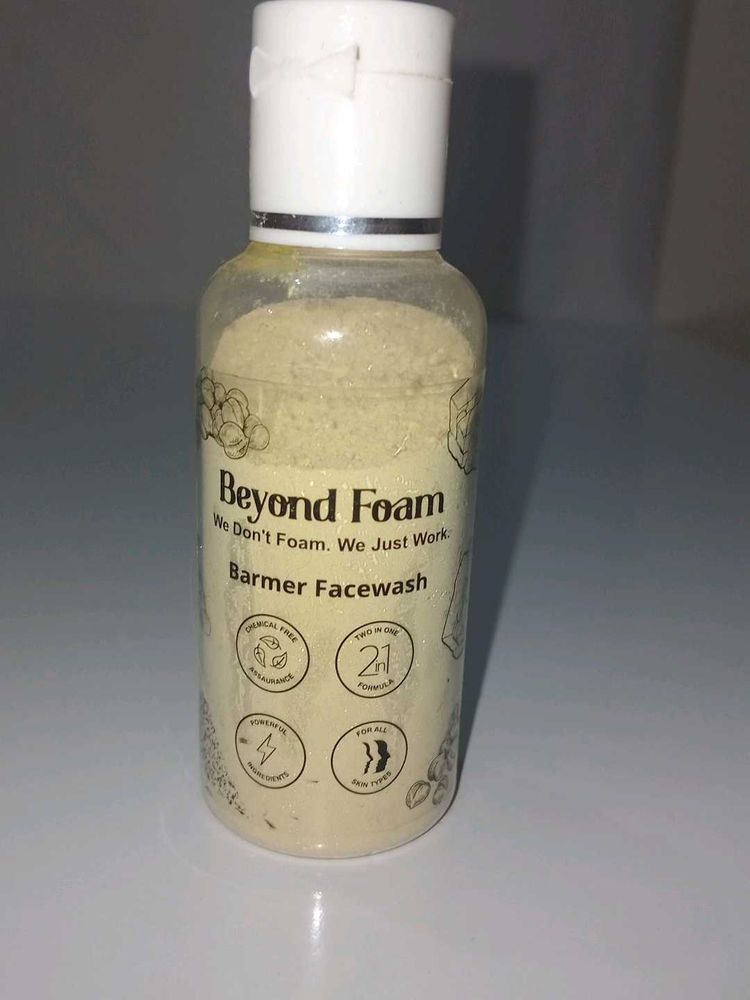 Beyond Foam
We Don't Foam. We Just Work.
Barmer Facewash
CHEMICAL FREE
ASSAURANCE
TWO IN ONE
2in1
FORMULA
POWERFUL
INGREDIENTS
FOR ALL
SKIN TYPES